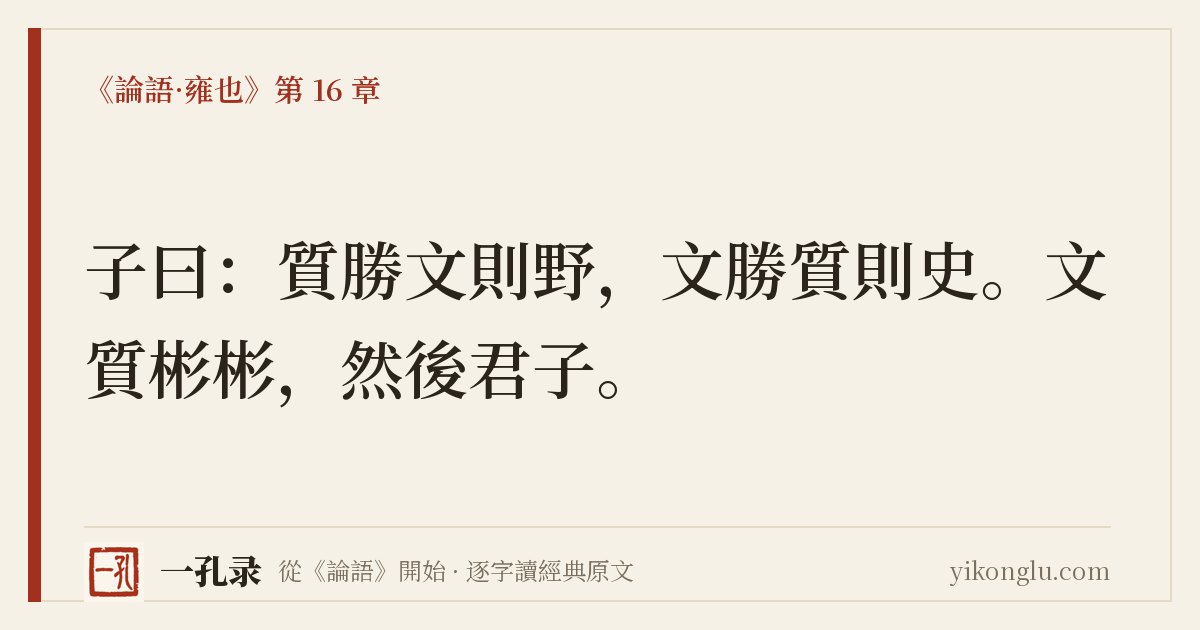 《論語·雍也》第 16 章
子曰：質勝文則野，文勝質則史。文
質彬彬，然後君子。
一孔 一孔录 從《論語》開始 · 逐字讀經典原文 yikonglu.com